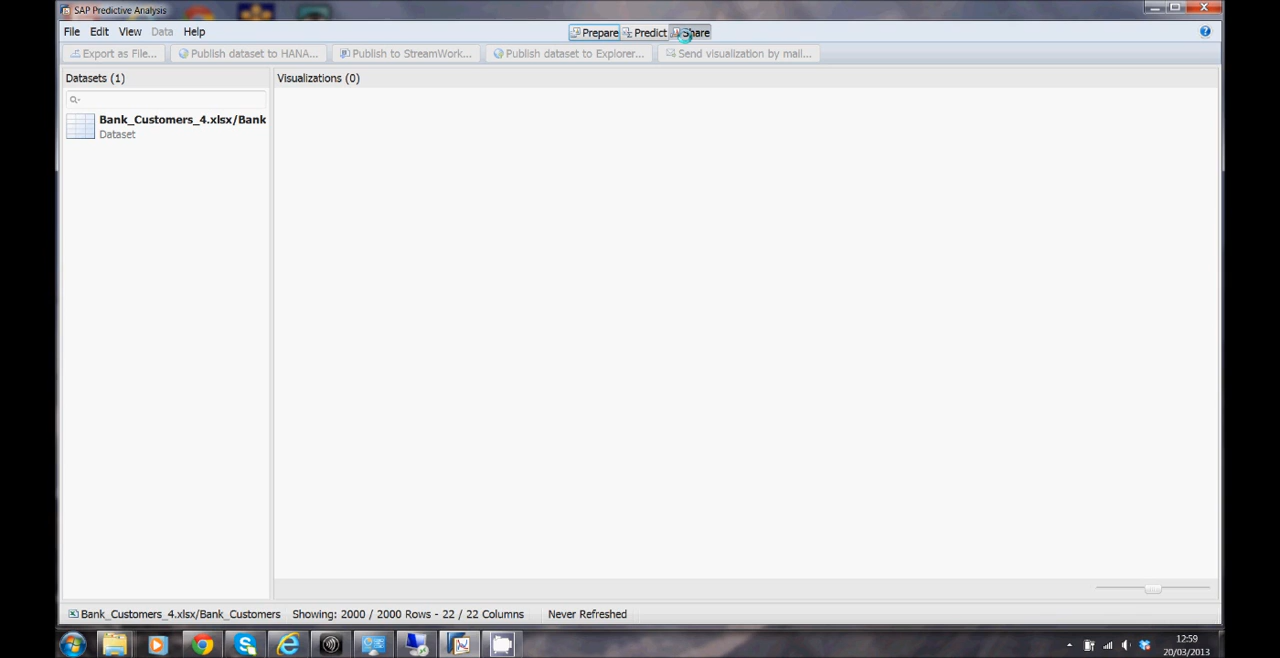 SAP Predictive Analysis
File Edit View Data Help
Prepare Predict Share
Export as File... Publish dataset to HANA... Publish to StreamWork... Publish dataset to Explorer... Send visualization by mail...
Datasets (1) Visualizations (0)
Bank_Customers_4.xlsx/Bank
Dataset
Bank_Customers_4.xlsx/Bank_Customers Showing: 2000 / 2000 Rows - 22 / 22 Columns Never Refreshed
12:59
20/03/2013